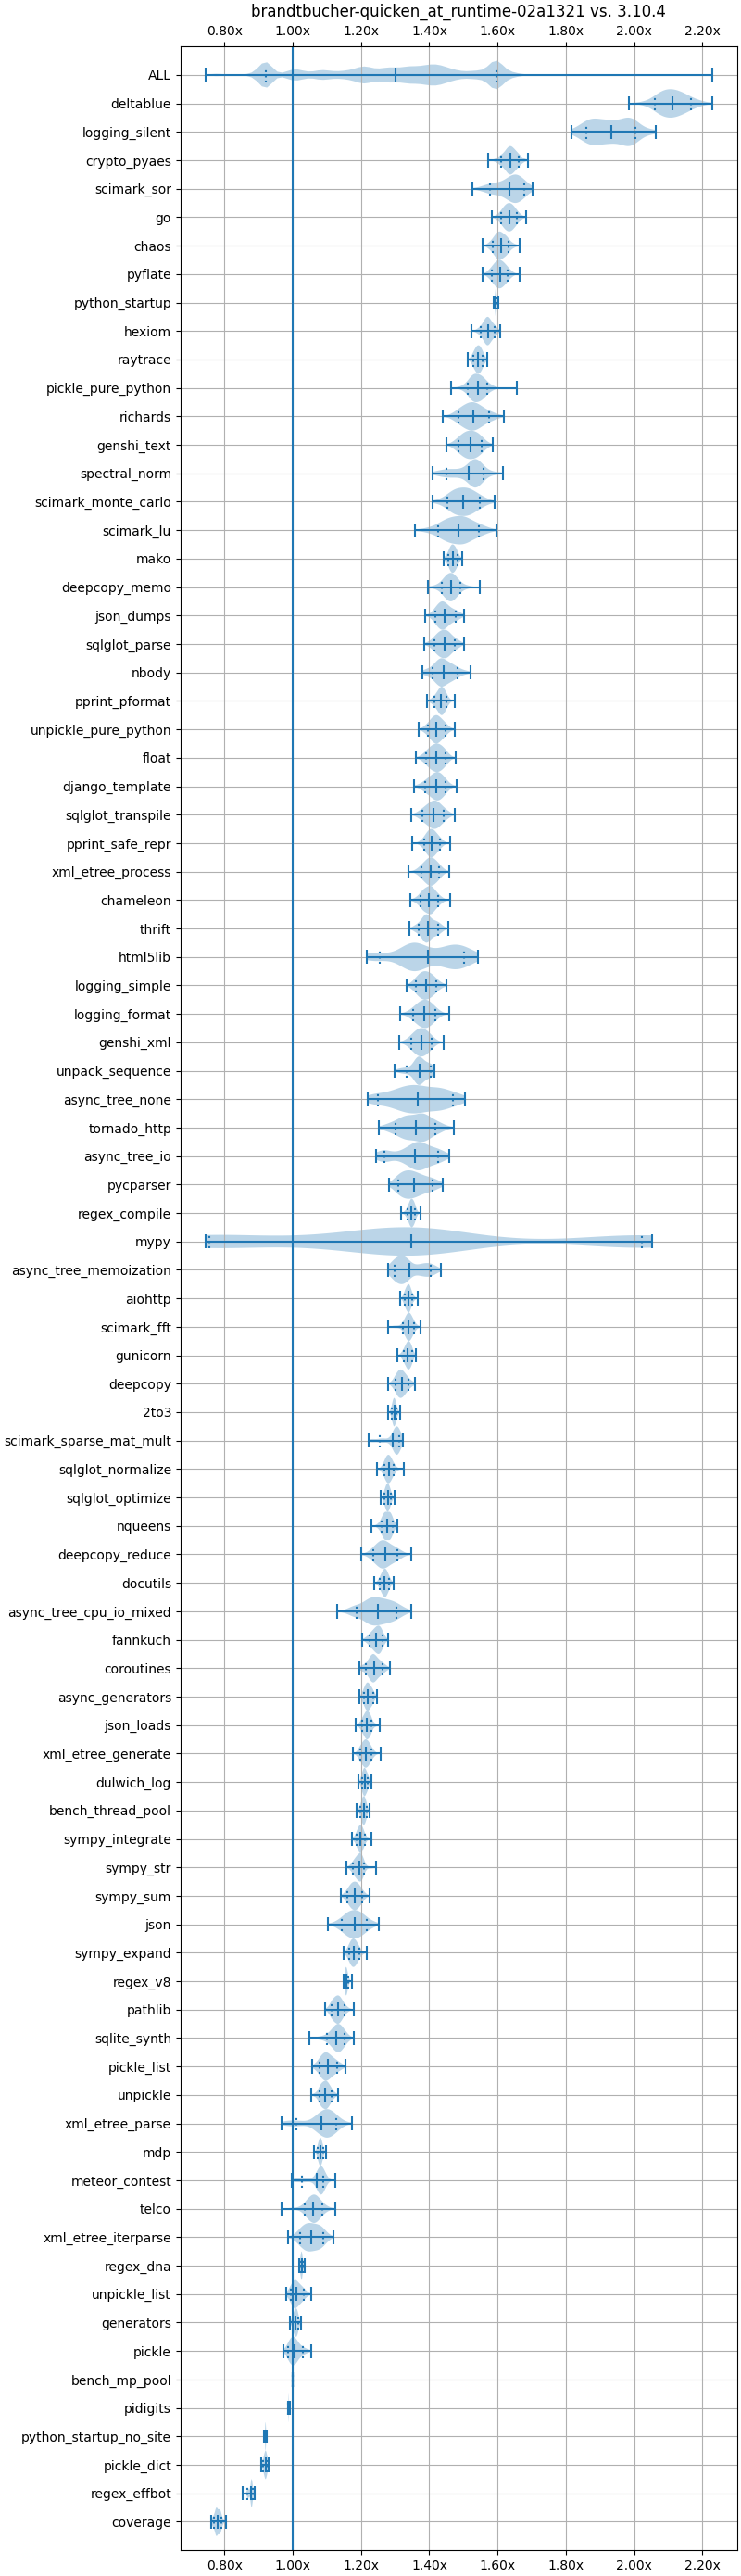 brandtbucher-quicken_at_runtime-02a1321 vs. 3.10.4
0.80x 1.00x 1.20x 1.40x 1.60x 1.80x 2.00x 2.20x
ALL
deltablue
logging_silent
crypto_pyaes
scimark_sor
go
chaos
pyflate
python_startup
hexiom
raytrace
pickle_pure_python
richards
genshi_text
spectral_norm
scimark_monte_carlo
scimark_lu
mako
deepcopy_memo
json_dumps
sqlglot_parse
nbody
pprint_pformat
unpickle_pure_python
float
django_template
sqlglot_transpile
pprint_safe_repr
xml_etree_process
chameleon
thrift
html5lib
logging_simple
logging_format
genshi_xml
unpack_sequence
async_tree_none
tornado_http
async_tree_io
pycparser
regex_compile
mypy
async_tree_memoization
aiohttp
scimark_fft
gunicorn
deepcopy
2to3
scimark_sparse_mat_mult
sqlglot_normalize
sqlglot_optimize
nqueens
deepcopy_reduce
docutils
async_tree_cpu_io_mixed
fannkuch
coroutines
async_generators
json_loads
xml_etree_generate
dulwich_log
bench_thread_pool
sympy_integrate
sympy_str
sympy_sum
json
sympy_expand
regex_v8
pathlib
sqlite_synth
pickle_list
unpickle
xml_etree_parse
mdp
meteor_contest
telco
xml_etree_iterparse
regex_dna
unpickle_list
generators
pickle
bench_mp_pool
pidigits
python_startup_no_site
pickle_dict
regex_effbot
coverage
0.80x 1.00x 1.20x 1.40x 1.60x 1.80x 2.00x 2.20x